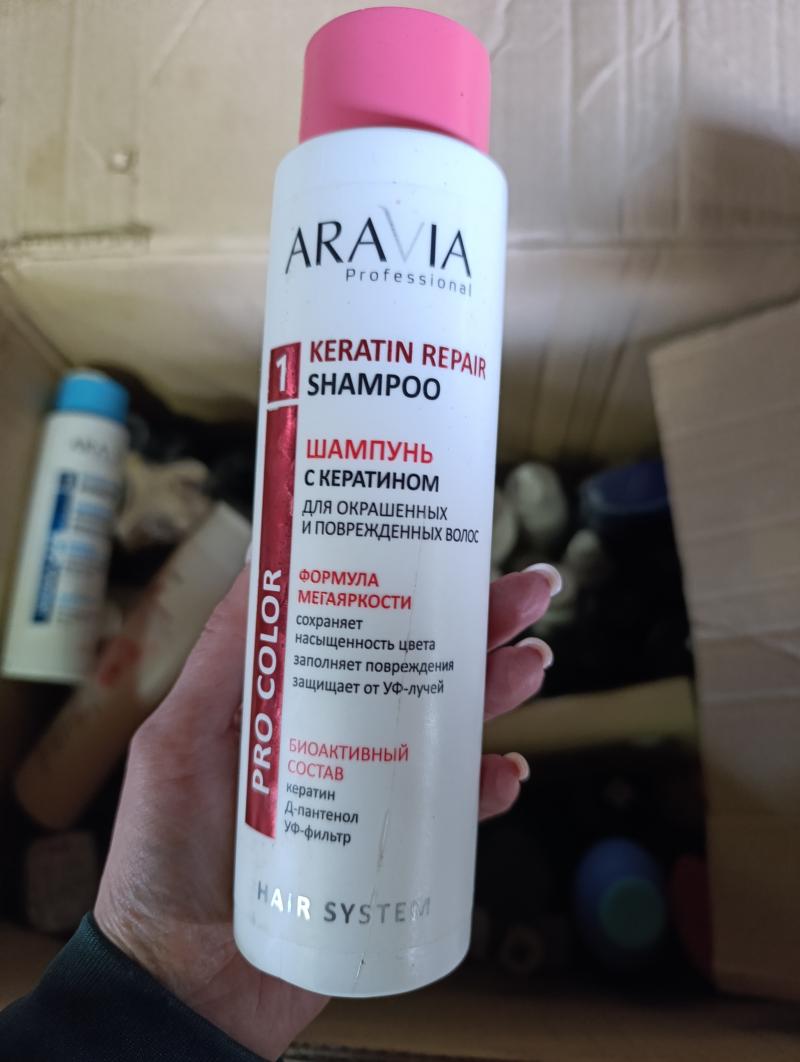 ARAVIA
Professional
1
KERATIN REPAIR
SHAMPOO
ШАМПУНЬ
С КЕРАТИНОМ
ДЛЯ ОКРАШЕННЫХ
И ПОВРЕЖДЕННЫХ ВОЛОС
ФОРМУЛА
МЕГАЯРКОСТИ
сохраняет
насыщенность цвета
заполняет повреждения
защищает от УФ-лучей
PRO COLOR
БИОАКТИВНЫЙ
СОСТАВ
кератин
Д-пантенол
УФ-фильтр
HAIR SYSTEM